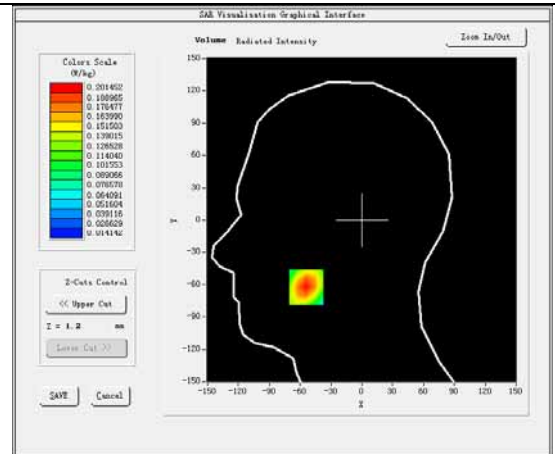 SAR Visualisation Graphical Interface
Volume Radiated Intensity
Zoom In/Out
Colors Scale
(W/kg)
0.201452
0.188965
0.176477
0.163990
0.151503
0.139015
0.126528
0.114040
0.101553
0.089066
0.076578
0.064091
0.051604
0.039116
0.026629
0.014142
150
120
90
60
30
0
-30
-60
-90
-120
-150
Y
-150 -120 -90 -60 -30 0 30 60 90 120 150
X
Z-Cuts Control
<< Upper Cut
Z = 1.2 mm
Lower Cut >>
SAVE Cancel